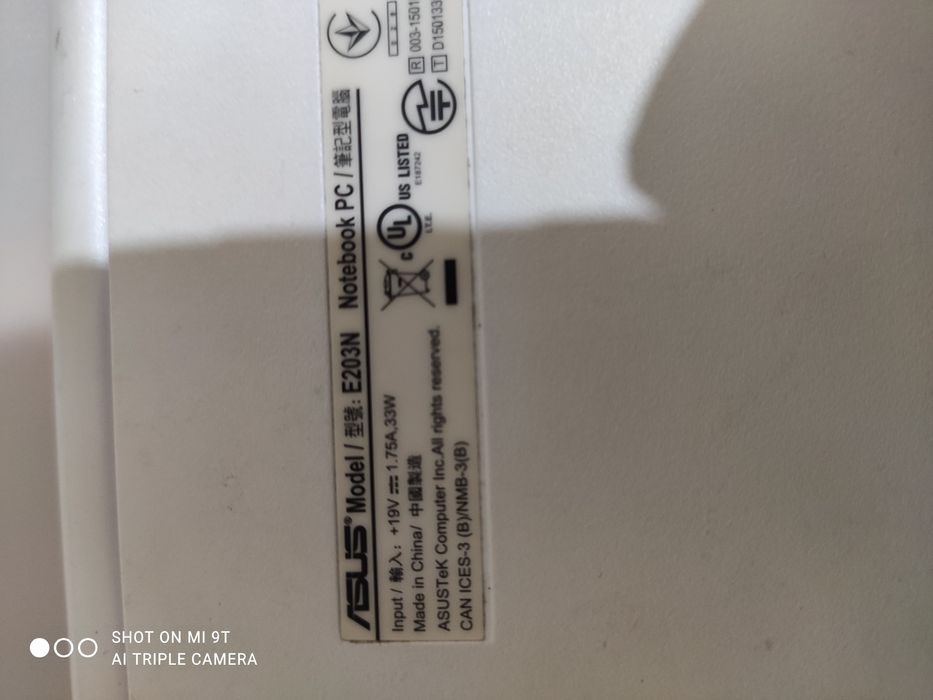 ASUS® Model / 型號: E203N Notebook PC / 筆記型電腦
Input / 輸入: +19V ⎓ 1.75A,33W
Made in China/ 中國製造
ASUSTeK Computer Inc.All rights reserved.
CAN ICES-3 (B)/NMB-3(B)
c UL US LISTED
I.T.E.
E187242
R 003-1501
T D150133
SHOT ON MI 9T
AI TRIPLE CAMERA